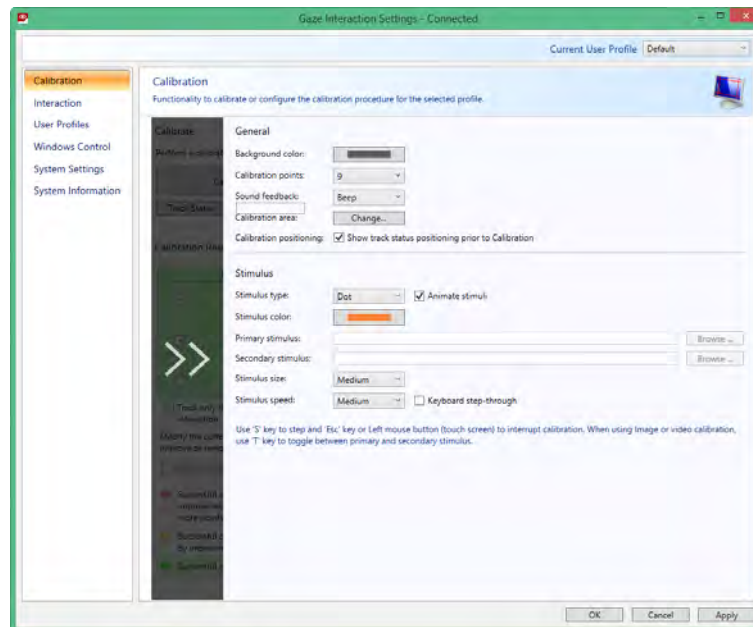 Gaze Interaction Settings - Connected
Current User Profile Default
Calibration
Interaction
User Profiles
Windows Control
System Settings
System Information
Calibration
Functionality to calibrate or configure the calibration procedure for the selected profile.
Calibrate
Track Status
General
Background color:
Calibration points: 9
Sound feedback: Beep
Calibration area: Change...
Calibration positioning: Show track status positioning prior to Calibration
Stimulus
Stimulus type: Dot Animate stimuli
Stimulus color:
Primary stimulus: Browse ...
Secondary stimulus: Browse ...
Stimulus size: Medium
Stimulus speed: Medium Keyboard step-through
Use 'S' key to step and 'Esc' key or Left mouse button (touch screen) to interrupt calibration. When using Image or video calibration,
use 'T' key to toggle between primary and secondary stimulus.
OK Cancel Apply